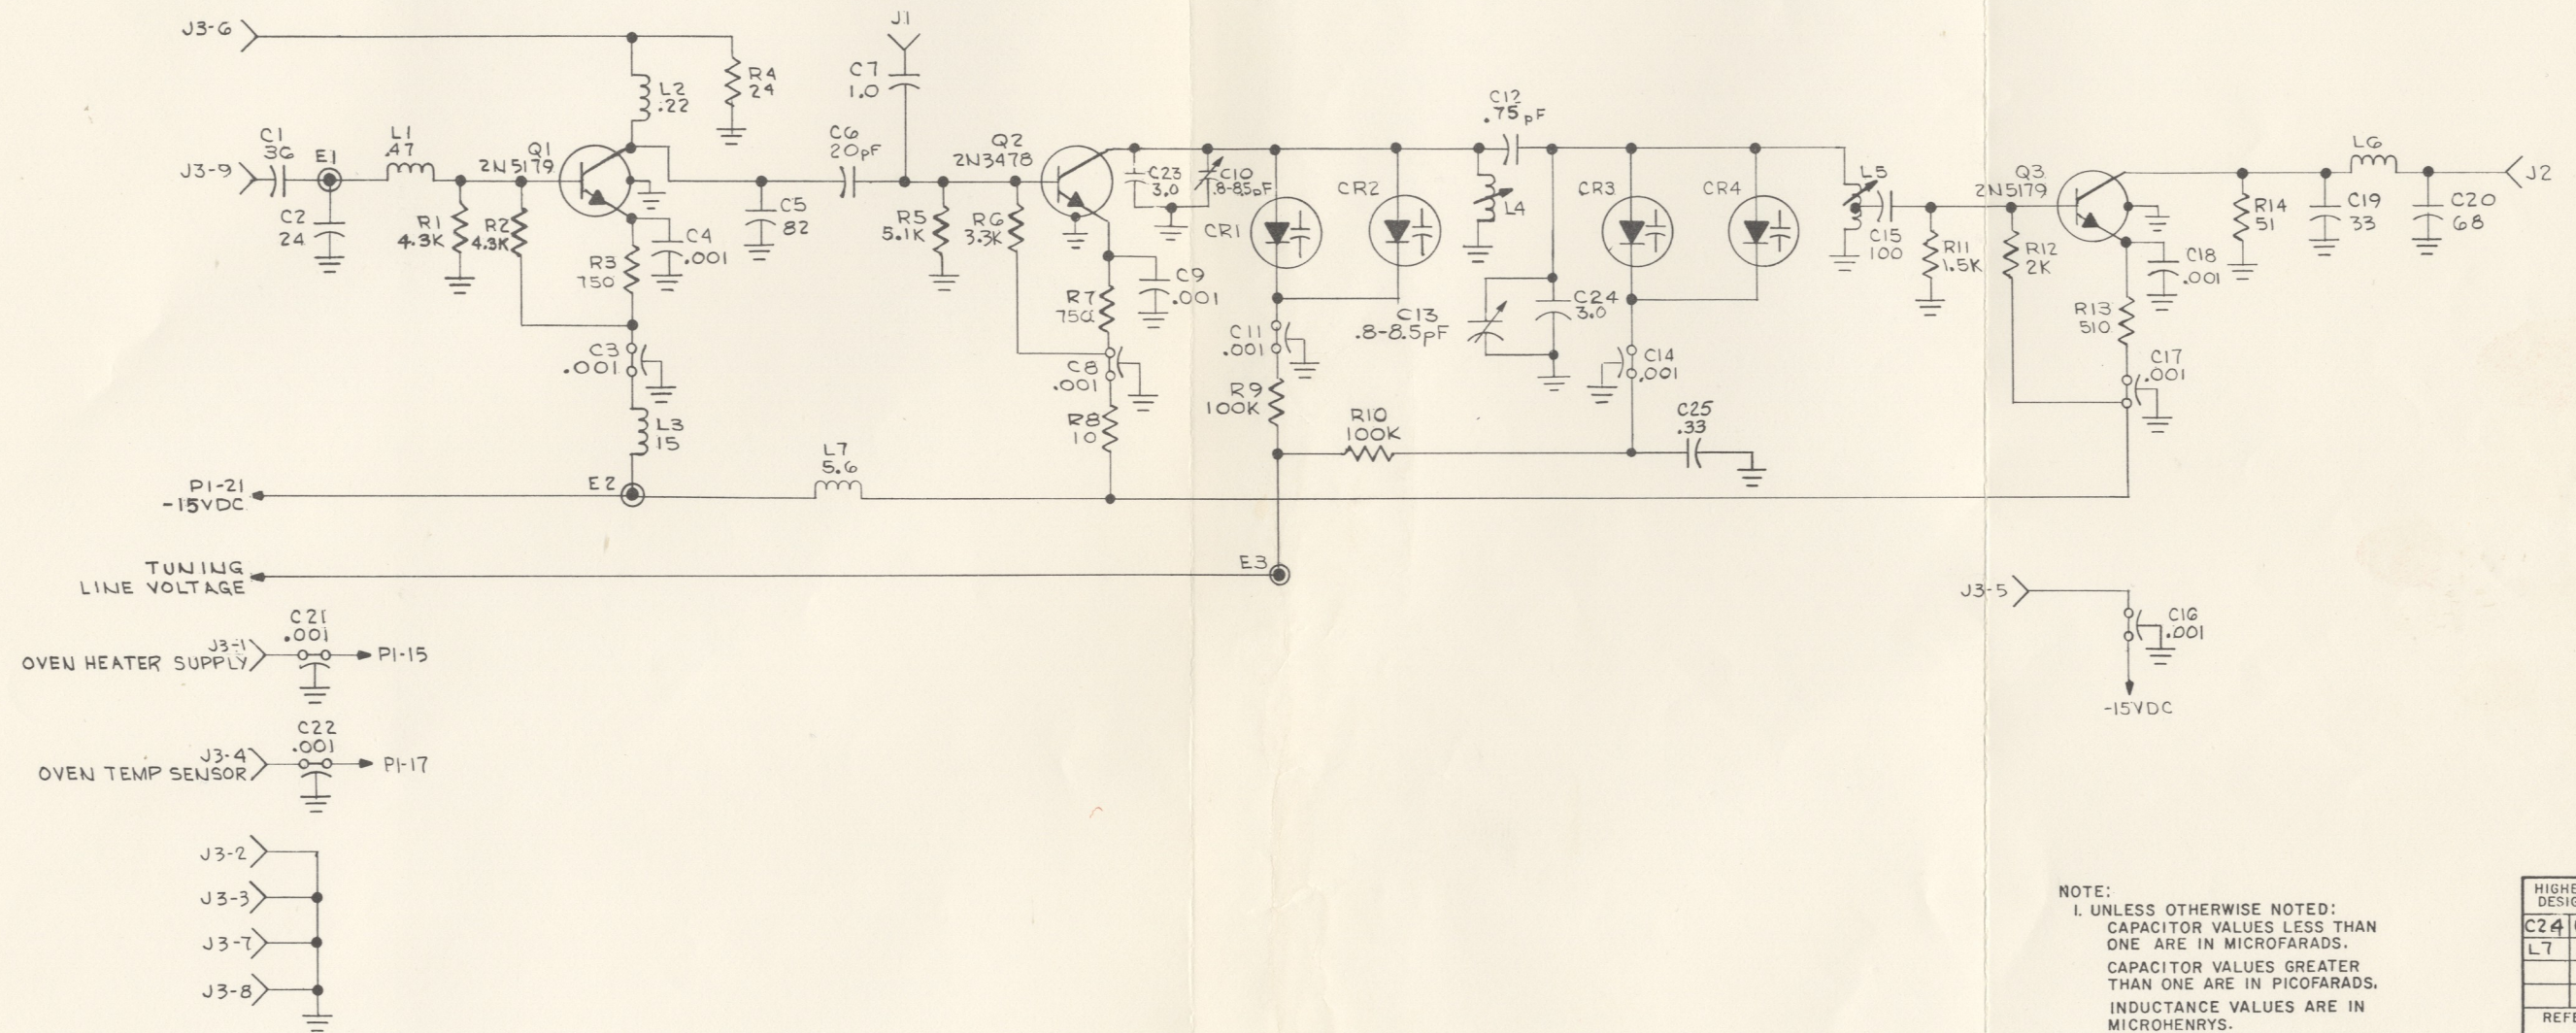 J3-6
J1
C7
1.0
R4
24
L2
.22
C1
36
E1
L1
.47
Q1
2N5179
C6
20pF
Q2
2N3478
C12
.75pF
L6
J3-9
C2
24
R1
4.3K
R2
4.3K
R3
750
C4
.001
C5
82
R5
5.1K
R6
3.3K
C23
3.0
C10
.8-8.5pF
CR1
CR2
L4
CR3
CR4
L5
C15
100
Q3
2N5179
R11
1.5K
R12
2K
R14
51
C19
33
C20
68
J2
C18
.001
R7
750
C9
.001
C3
.001
C8
.001
C11
.001
C13
.8-8.5pF
C24
3.0
C14
.001
R13
510
C17
.001
L3
15
R8
10
R9
100K
R10
100K
C25
.33
P1-21
-15VDC
E2
L7
5.6
TUNING
LINE VOLTAGE
E3
J3-5
C16
.001
-15VDC
C21
.001
J3-1
OVEN HEATER SUPPLY
P1-15
C22
.001
J3-4
OVEN TEMP SENSOR
P1-17
J3-2
J3-3
J3-7
J3-8
NOTE:
1. UNLESS OTHERWISE NOTED:
CAPACITOR VALUES LESS THAN
ONE ARE IN MICROFARADS.
CAPACITOR VALUES GREATER
THAN ONE ARE IN PICOFARADS.
INDUCTANCE VALUES ARE IN
MICROHENRYS.
C24
L7